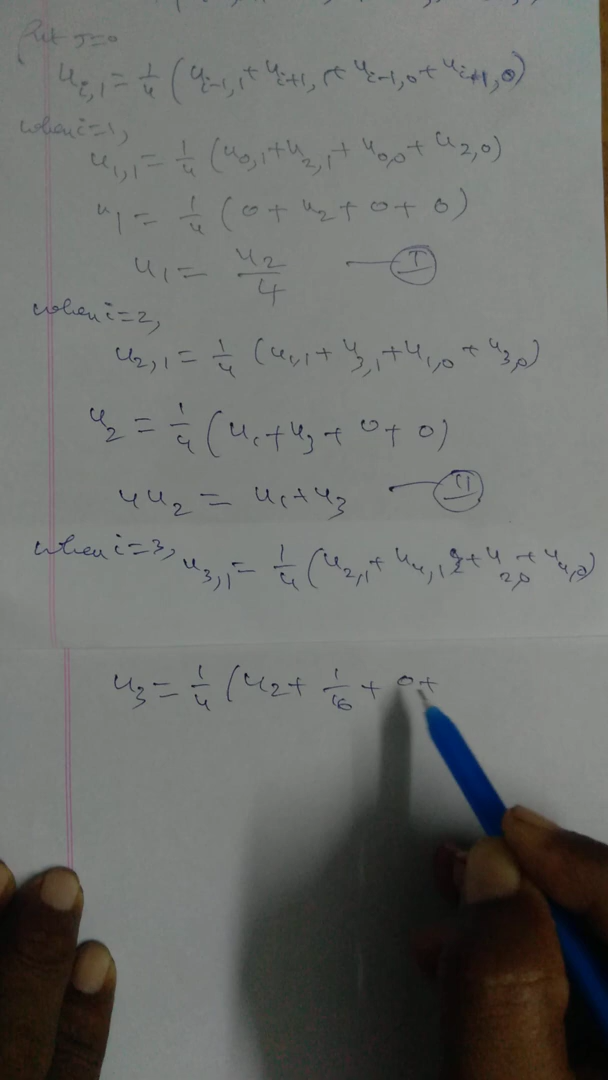 Put j=0
u_{i,1} = 1/4 (u_{i-1,1} + u_{i+1,1} + u_{i-1,0} + u_{i+1,0})
when i=1,
u_{1,1} = 1/4 (u_{0,1} + u_{2,1} + u_{0,0} + u_{2,0})
u_1 = 1/4 (0 + u_2 + 0 + 0)
u_1 = u_2/4 — I
when i=2,
u_{2,1} = 1/4 (u_{1,1} + u_{3,1} + u_{1,0} + u_{3,0})
u_2 = 1/4 (u_1 + u_3 + 0 + 0)
4u_2 = u_1 + u_3 — II
when i=3, u_{3,1} = 1/4 (u_{2,1} + u_{4,1} + u_{2,0} + u_{4,0})
u_3 = 1/4 (u_2 + 1/16 + 0 +